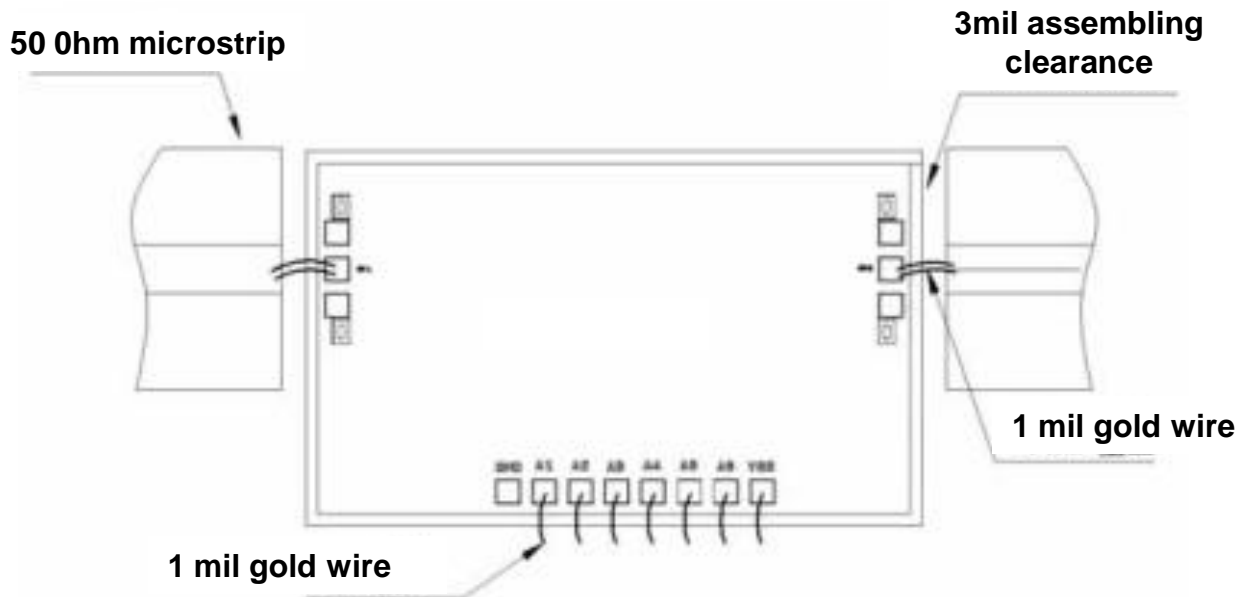 50 0hm microstrip
3mil assembling
clearance
1 mil gold wire
GND A1 A2 A3 A4 A5 A6 VEE
1 mil gold wire